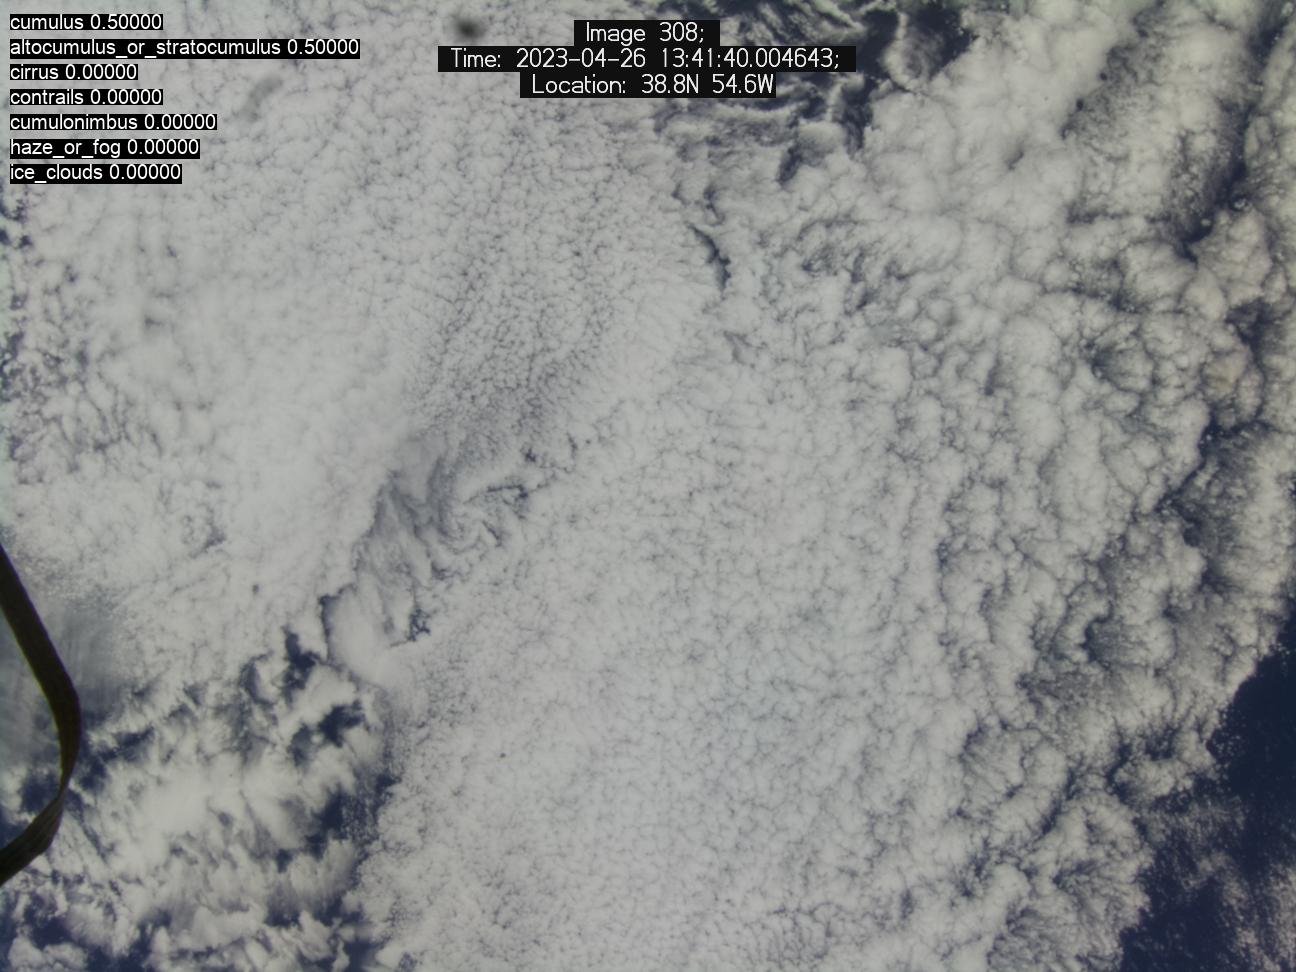 cumulus 0.50000
altocumulus_or_stratocumulus 0.50000
cirrus 0.00000
contrails 0.00000
cumulonimbus 0.00000
haze_or_fog 0.00000
ice_clouds 0.00000
Image 308;
Time: 2023-04-26 13:41:40.004643;
Location: 38.8N 54.6W